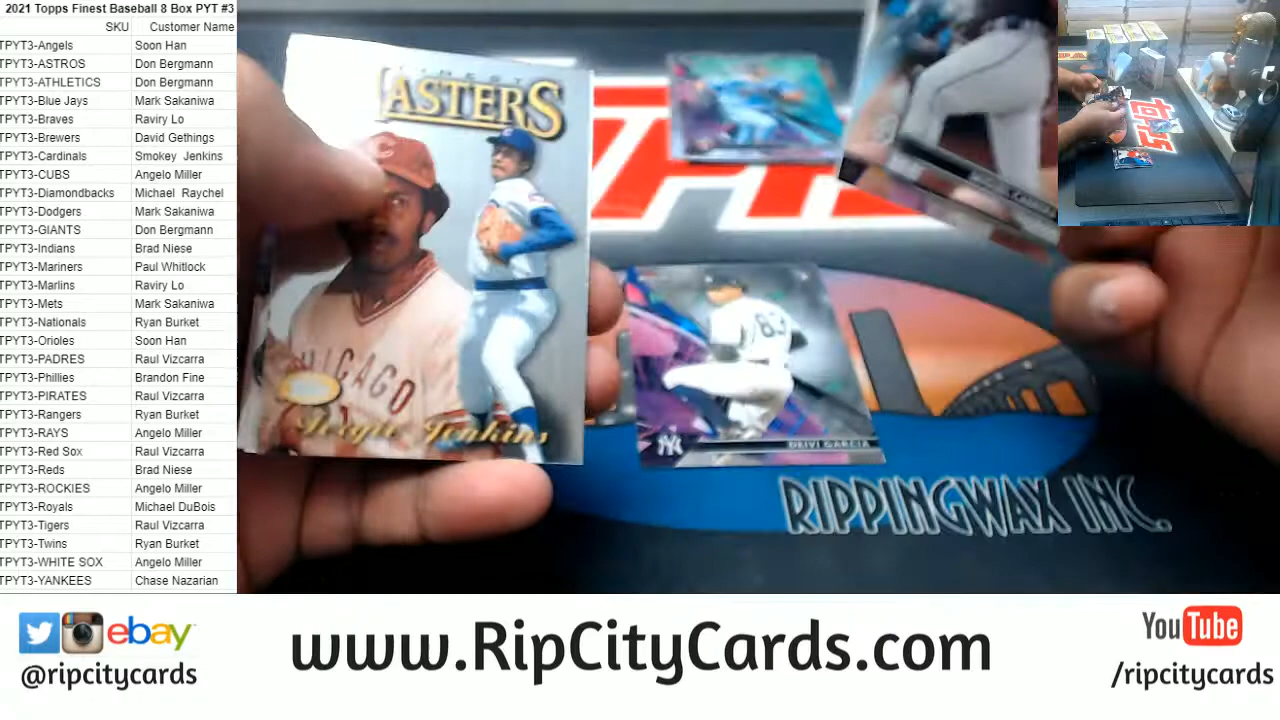 2021 Topps Finest Baseball 8 Box PYT #3
SKU Customer Name
TPYT3-Angels Soon Han
TPYT3-ASTROS Don Bergmann
TPYT3-ATHLETICS Don Bergmann
TPYT3-Blue Jays Mark Sakaniwa
TPYT3-Braves Raviry Lo
TPYT3-Brewers David Gethings
TPYT3-Cardinals Smokey Jenkins
TPYT3-CUBS Angelo Miller
TPYT3-Diamondbacks Michael Raychel
TPYT3-Dodgers Mark Sakaniwa
TPYT3-GIANTS Don Bergmann
TPYT3-Indians Brad Niese
TPYT3-Mariners Paul Whitlock
TPYT3-Marlins Raviry Lo
TPYT3-Mets Mark Sakaniwa
TPYT3-Nationals Ryan Burket
TPYT3-Orioles Soon Han
TPYT3-PADRES Raul Vizcarra
TPYT3-Phillies Brandon Fine
TPYT3-PIRATES Raul Vizcarra
TPYT3-Rangers Ryan Burket
TPYT3-RAYS Angelo Miller
TPYT3-Red Sox Raul Vizcarra
TPYT3-Reds Brad Niese
TPYT3-ROCKIES Angelo Miller
TPYT3-Royals Michael DuBois
TPYT3-Tigers Raul Vizcarra
TPYT3-Twins Ryan Burket
TPYT3-WHITE SOX Angelo Miller
TPYT3-YANKEES Chase Nazarian
FINEST
ASTERS
C
CHICAGO
Fergie Jenkins
83
NY
DEIVI GARCIA
RIPPINGWAX INC.
ebay
@ripcitycards
www.RipCityCards.com
YouTube
/ripcitycards